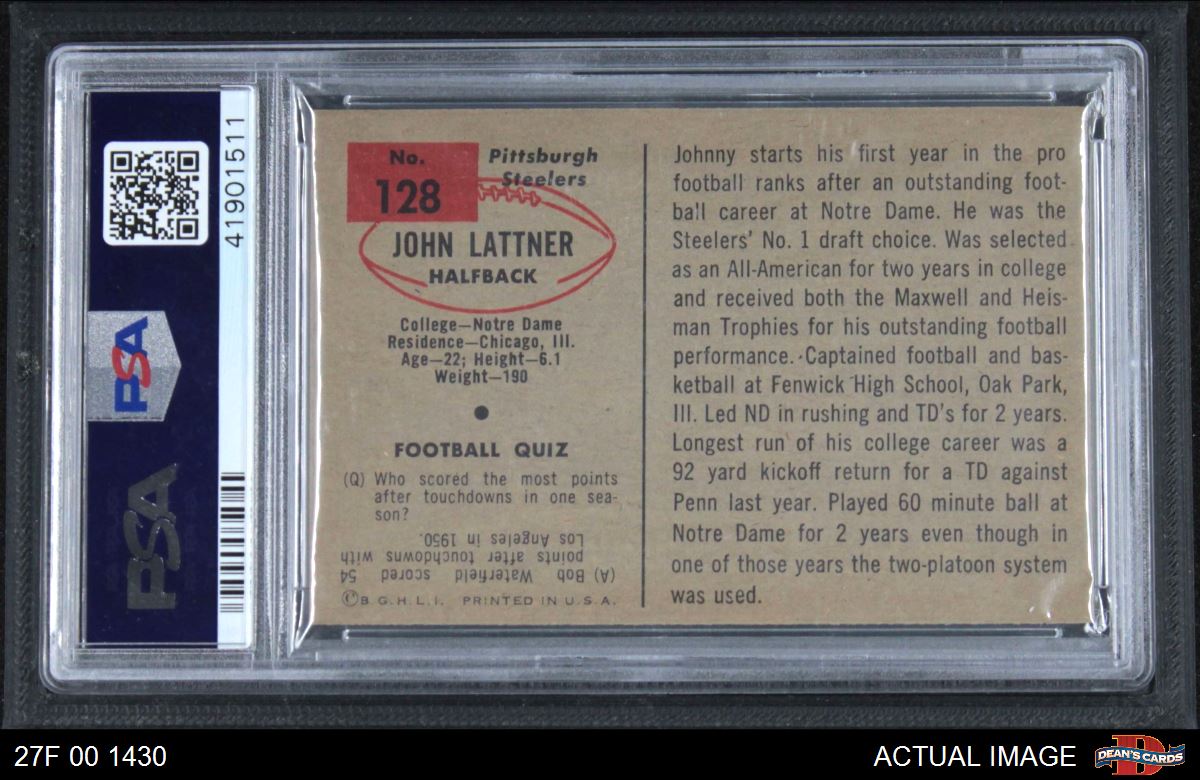 41901511
PSA
PSA
No.
128
Pittsburgh
Steelers
JOHN LATTNER
HALFBACK
College—Notre Dame
Residence—Chicago, Ill.
Age—22; Height—6.1
Weight—190
FOOTBALL QUIZ
(Q) Who scored the most points
after touchdowns in one sea-
son?
(A) Bob Waterfield scored 54
points after touchdowns with
Los Angeles in 1950.
©B.G.H.L.I. PRINTED IN U.S.A.
Johnny starts his first year in the pro
football ranks after an outstanding foot-
ball career at Notre Dame. He was the
Steelers' No. 1 draft choice. Was selected
as an All-American for two years in college
and received both the Maxwell and Heis-
man Trophies for his outstanding football
performance. Captained football and bas-
ketball at Fenwick High School, Oak Park,
Ill. Led ND in rushing and TD's for 2 years.
Longest run of his college career was a
92 yard kickoff return for a TD against
Penn last year. Played 60 minute ball at
Notre Dame for 2 years even though in
one of those years the two-platoon system
was used.
27F 00 1430
ACTUAL IMAGE
D
DEAN'S CARDS